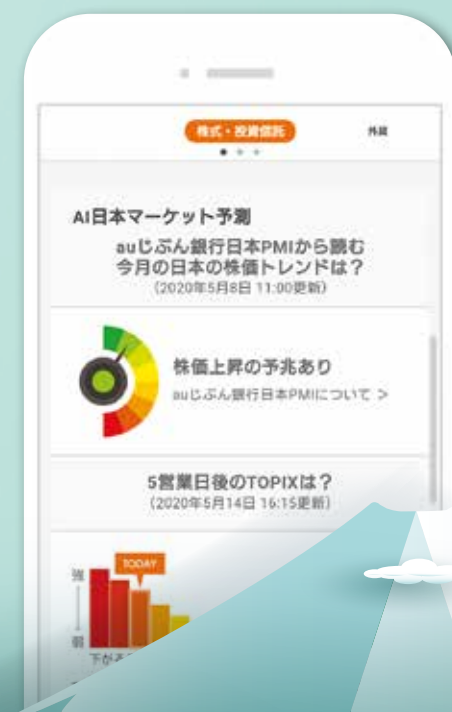 株式・投資信託
外貨
AI日本マーケット予測
auじぶん銀行日本PMIから読む
今月の日本の株価トレンドは？
（2020年5月8日 11:00更新）
株価上昇の予兆あり
auじぶん銀行日本PMIについて >
5営業日後のTOPIXは？
（2020年5月14日 16:15更新）
TODAY
強
弱
下がる